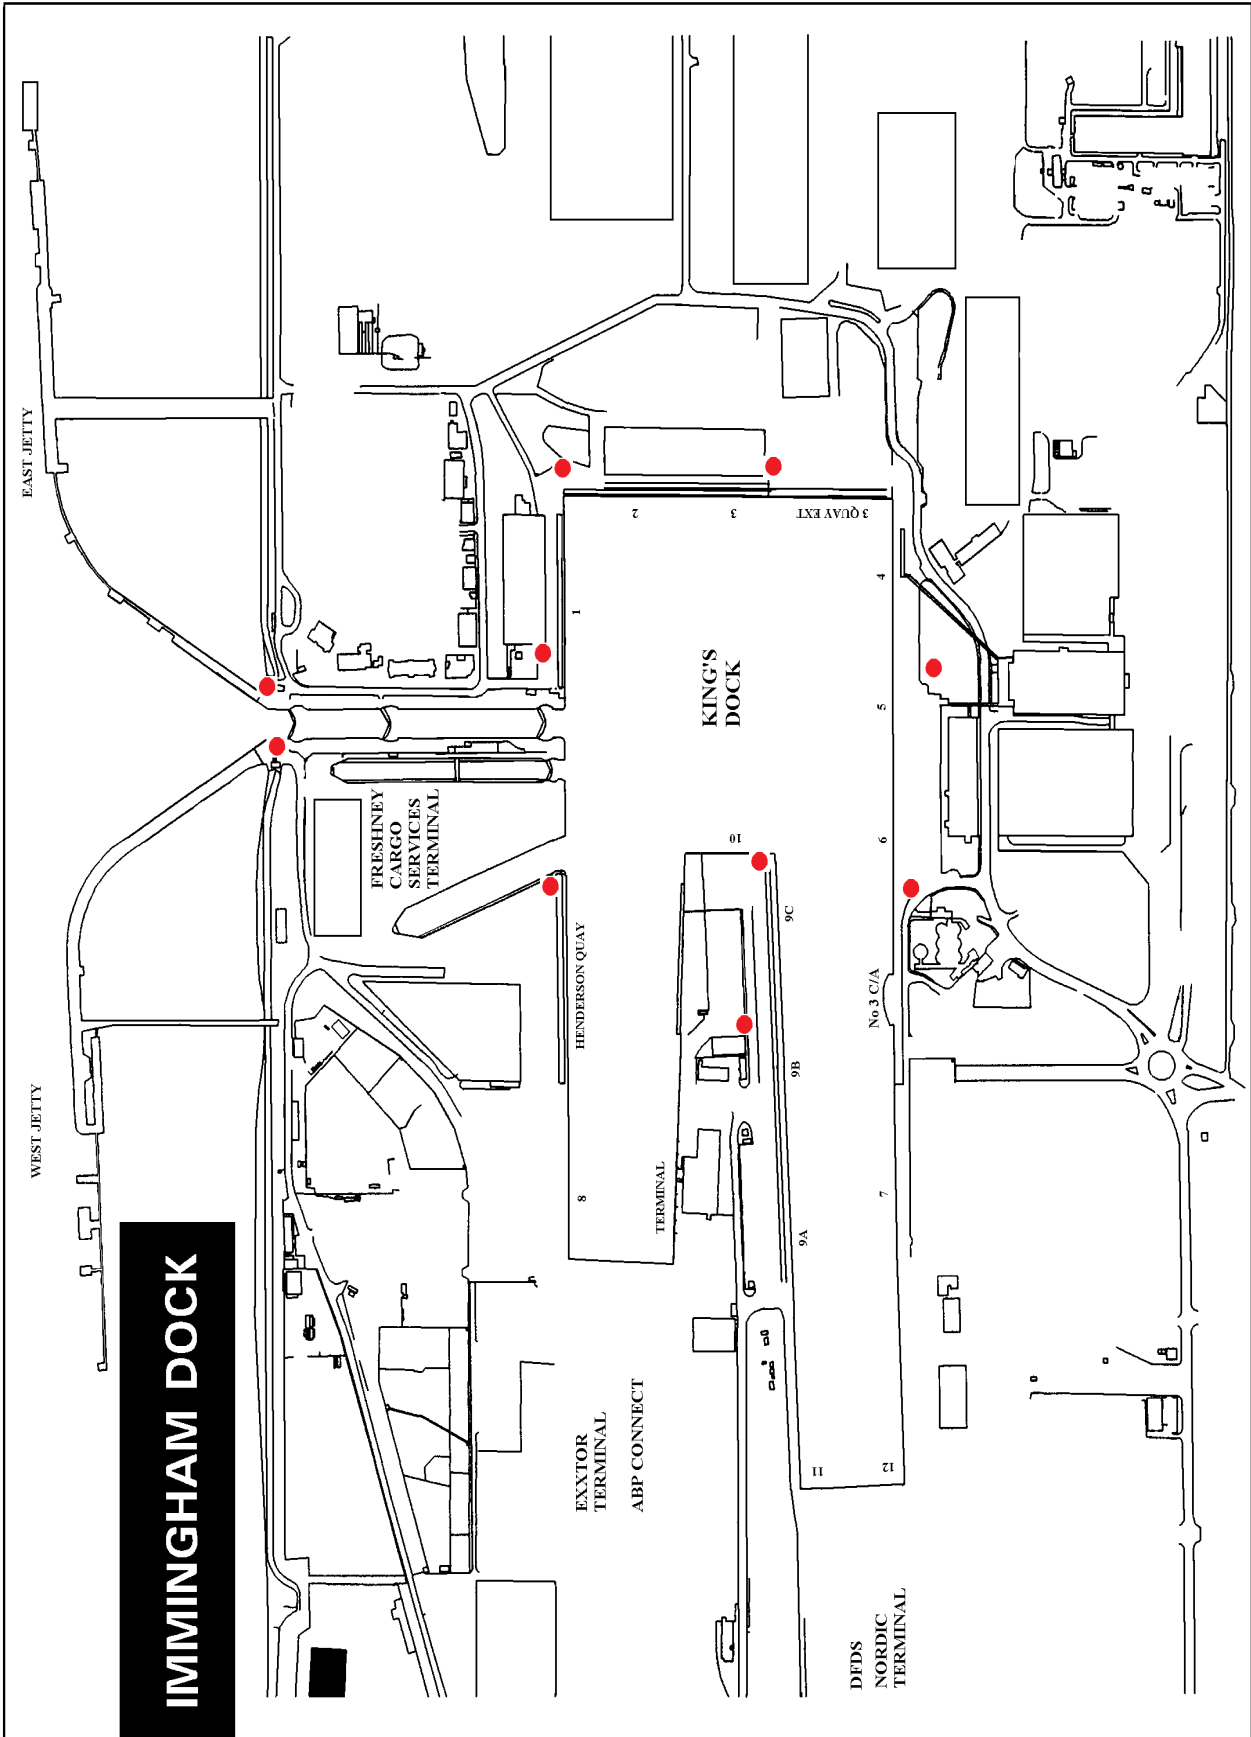 IMMINGHAM DOCK
WEST JETTY
EAST JETTY
FRESHNEY
CARGO
SERVICES
TERMINAL
HENDERSON QUAY
8
1
2
3
3 QUAY EXT
KING'S
DOCK
TERMINAL
10
9A
9B
9C
4
5
6
No 3 C/A
7
11
12
EXXTOR
TERMINAL
ABP CONNECT
DFDS
NORDIC
TERMINAL